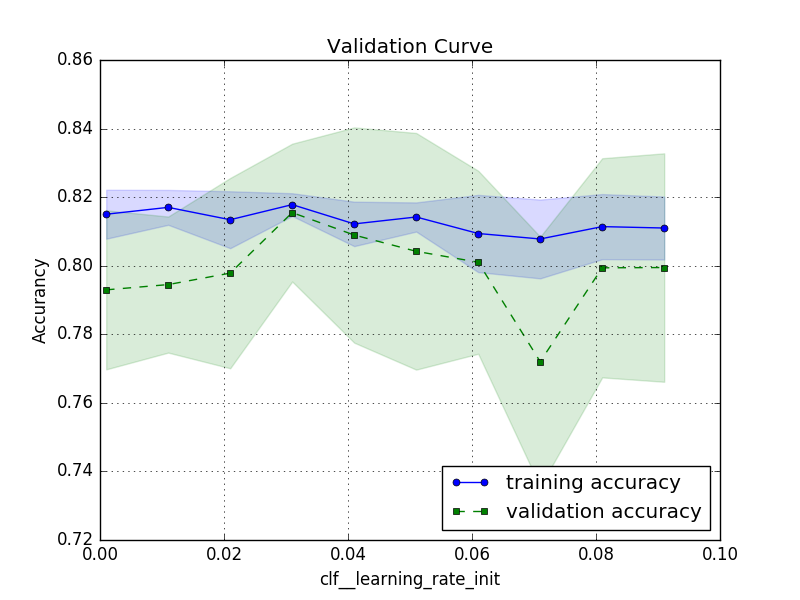 Validation Curve
0.86
0.84
0.82
0.80
0.78
0.76
0.74
0.72
Accurancy
0.00 0.02 0.04 0.06 0.08 0.10
clf__learning_rate_init
training accuracy
validation accuracy